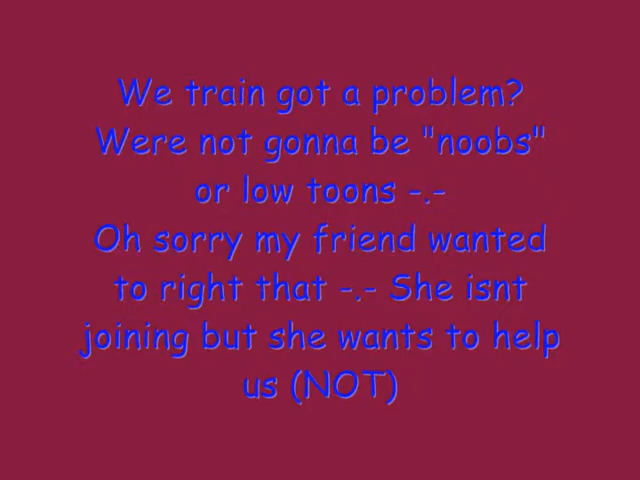 We train got a problem?
Were not gonna be "noobs"
or low toons -.-
Oh sorry my friend wanted
to right that -.- She isnt
joining but she wants to help
us (NOT)